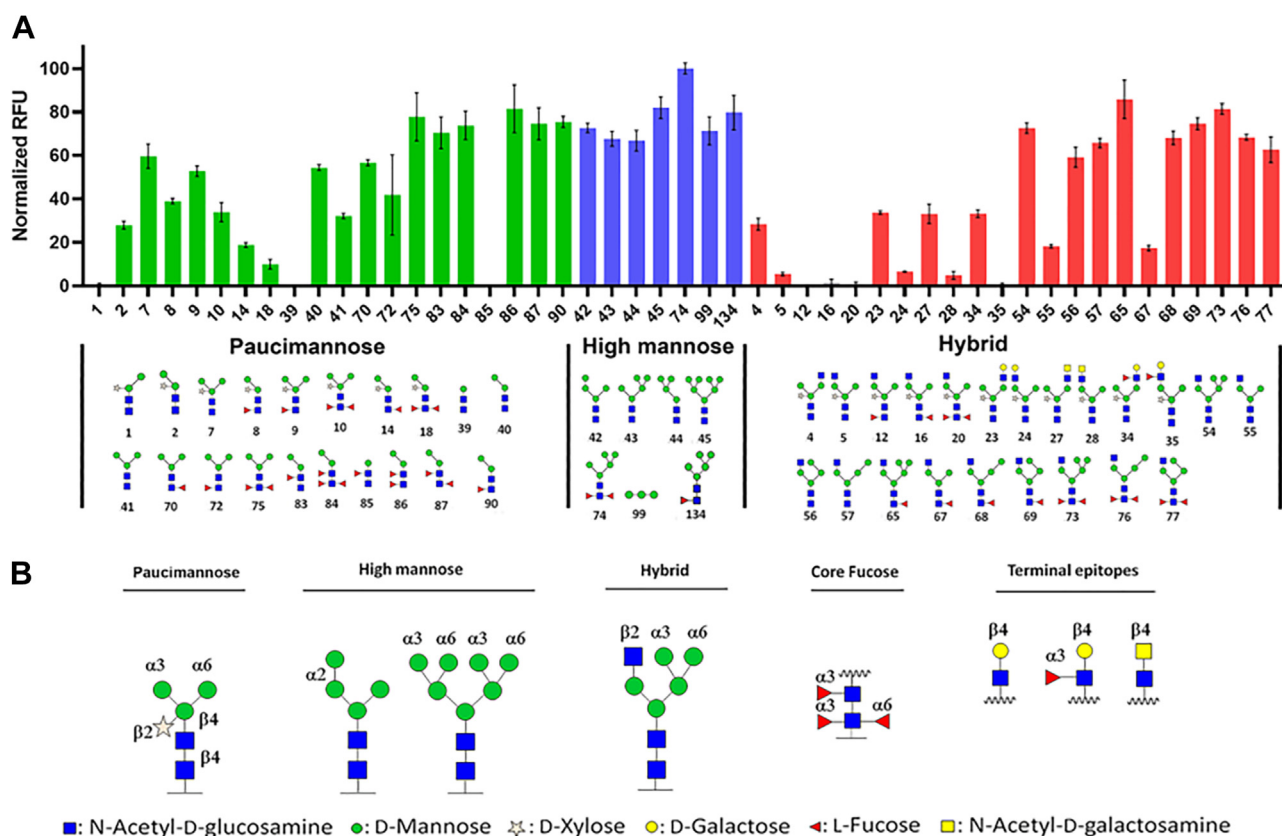 A
Normalized RFU
100
80
60
40
20
0
1 2 7 8 9 10 14 18 39 40 41 70 72 75 83 84 85 86 87 90 42 43 44 45 74 99 134 4 5 12 16 20 23 24 27 28 34 35 54 55 56 57 65 67 68 69 73 76 77
Paucimannose High mannose Hybrid
1 2 7 8 9 10 14 18 39 40 42 43 44 45 4 5 12 16 20 23 24 27 28 34 35 54 55
41 70 72 75 83 84 85 86 87 90 74 99 134 56 57 65 67 68 69 73 76 77
B
Paucimannose High mannose Hybrid Core Fucose Terminal epitopes
α3 α6 α2 α3 α6 α3 α6 β2 α3 α6 α3 α3 α6 β4 α3 β4 β4
β2 β4
β4
: N-Acetyl-D-glucosamine : D-Mannose : D-Xylose : D-Galactose : L-Fucose : N-Acetyl-D-galactosamine